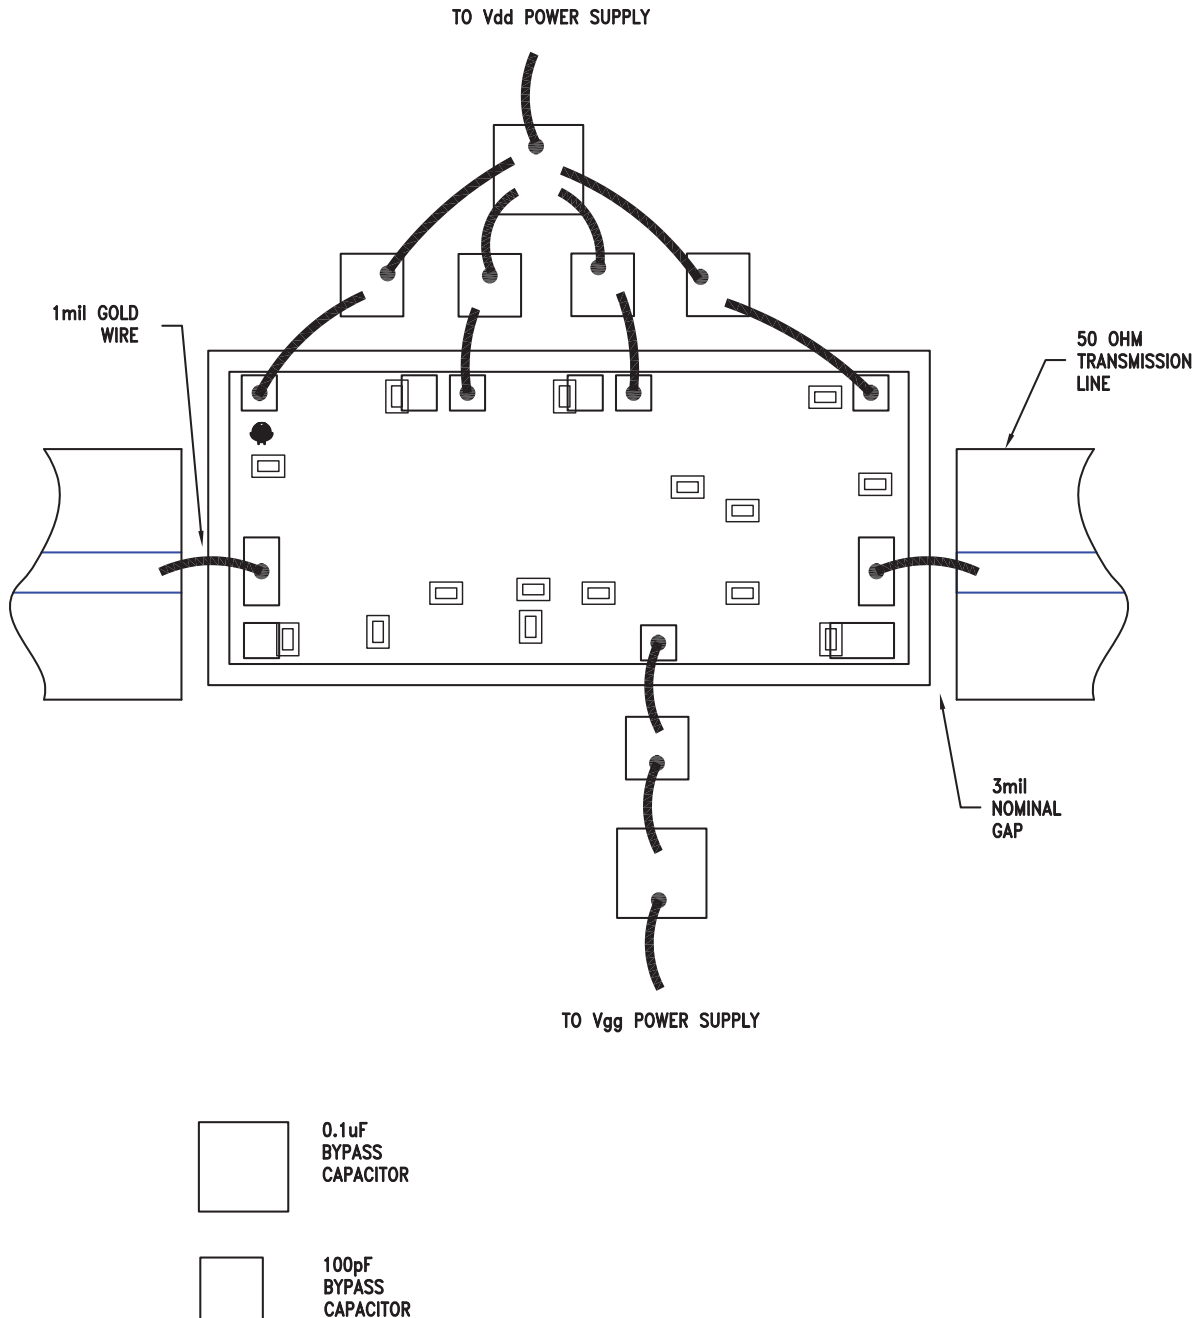 TO Vdd POWER SUPPLY
1mil GOLD
WIRE
50 OHM
TRANSMISSION
LINE
3mil
NOMINAL
GAP
TO Vgg POWER SUPPLY
0.1uF
BYPASS
CAPACITOR
100pF
BYPASS
CAPACITOR